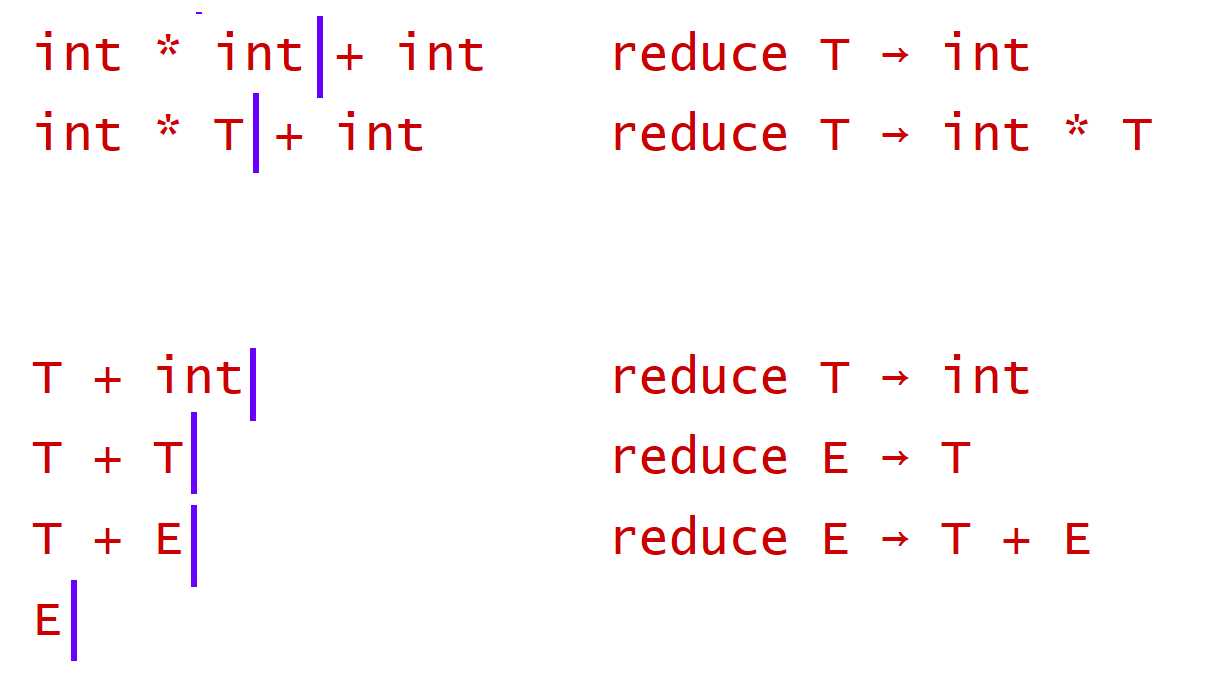 int * int | + int reduce T → int
int * T | + int reduce T → int * T
T + int | reduce T → int
T + T | reduce E → T
T + E | reduce E → T + E
E |